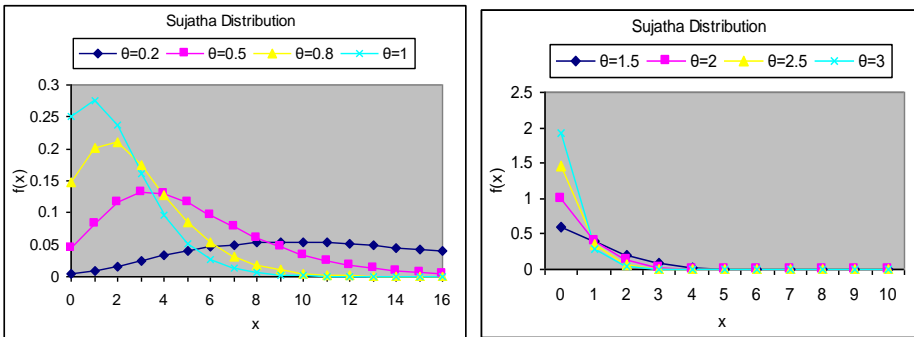 Sujatha Distribution
θ=0.2 θ=0.5 θ=0.8 θ=1
0.3
0.25
0.2
0.15
0.1
0.05
0
f(x)
0 2 4 6 8 10 12 14 16
x
Sujatha Distribution
θ=1.5 θ=2 θ=2.5 θ=3
2.5
2
1.5
1
0.5
0
f(x)
0 1 2 3 4 5 6 7 8 9 10
x